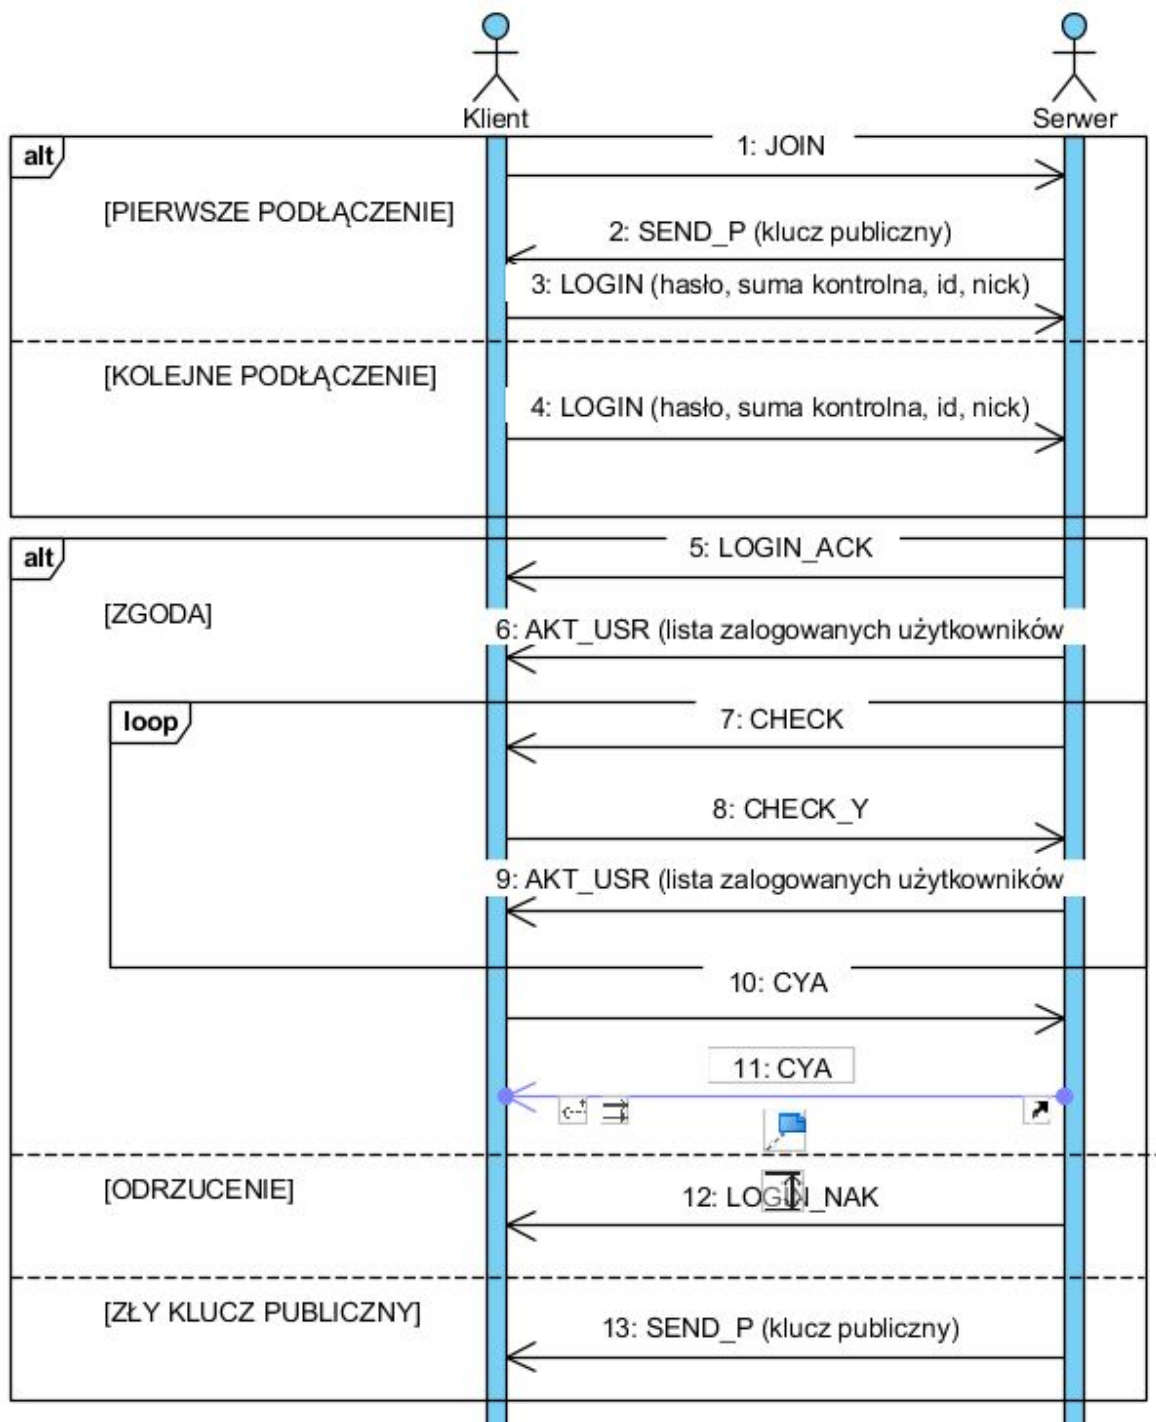 Klient
Serwer
alt
1: JOIN
[PIERWSZE PODŁĄCZENIE]
2: SEND_P (klucz publiczny)
3: LOGIN (hasło, suma kontrolna, id, nick)
[KOLEJNE PODŁĄCZENIE]
4: LOGIN (hasło, suma kontrolna, id, nick)
alt
5: LOGIN_ACK
[ZGODA]
6: AKT_USR (lista zalogowanych użytkowników
loop
7: CHECK
8: CHECK_Y
9: AKT_USR (lista zalogowanych użytkowników
10: CYA
11: CYA
[ODRZUCENIE]
12: LOGIN_NAK
[ZŁY KLUCZ PUBLICZNY]
13: SEND_P (klucz publiczny)